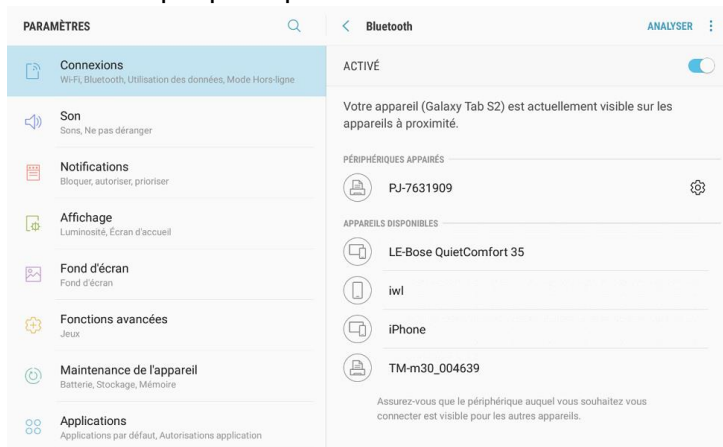 PARAMÈTRES
Connexions
Wi-Fi, Bluetooth, Utilisation des données, Mode Hors-ligne
Son
Sons, Ne pas déranger
Notifications
Bloquer, autoriser, prioriser
Affichage
Luminosité, Écran d'accueil
Fond d'écran
Fond d'écran
Fonctions avancées
Jeux
Maintenance de l'appareil
Batterie, Stockage, Mémoire
Applications
Applications par défaut, Autorisations application
Bluetooth
ANALYSER
ACTIVÉ
Votre appareil (Galaxy Tab S2) est actuellement visible sur les
appareils à proximité.
PÉRIPHÉRIQUES APPAIRÉS
PJ-7631909
APPAREILS DISPONIBLES
LE-Bose QuietComfort 35
iwl
iPhone
TM-m30_004639
Assurez-vous que le périphérique auquel vous souhaitez vous
connecter est visible pour les autres appareils.